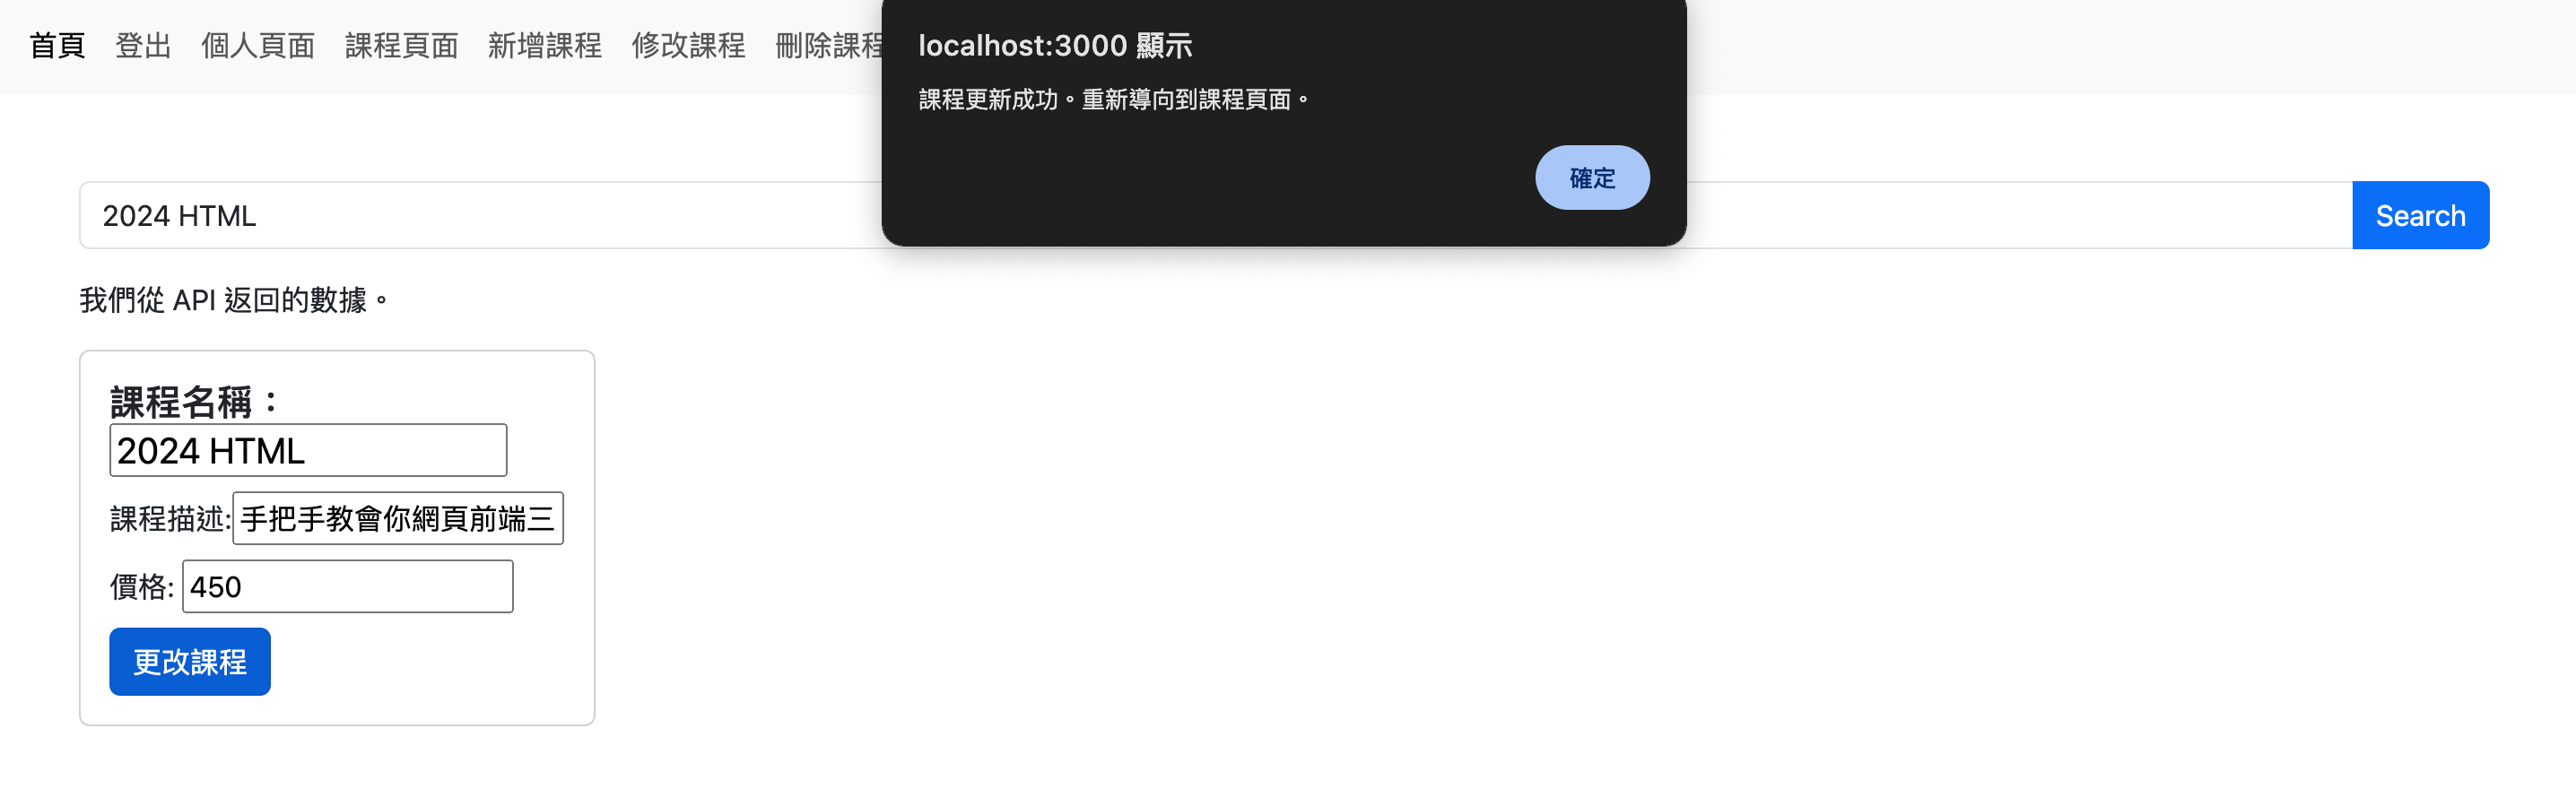 首頁 登出 個人頁面 課程頁面 新增課程 修改課程 刪除課程
localhost:3000 顯示
課程更新成功。重新導向到課程頁面。
確定
2024 HTML
Search
我們從 API 返回的數據。
課程名稱：
2024 HTML
課程描述: 手把手教會你網頁前端三
價格: 450
更改課程